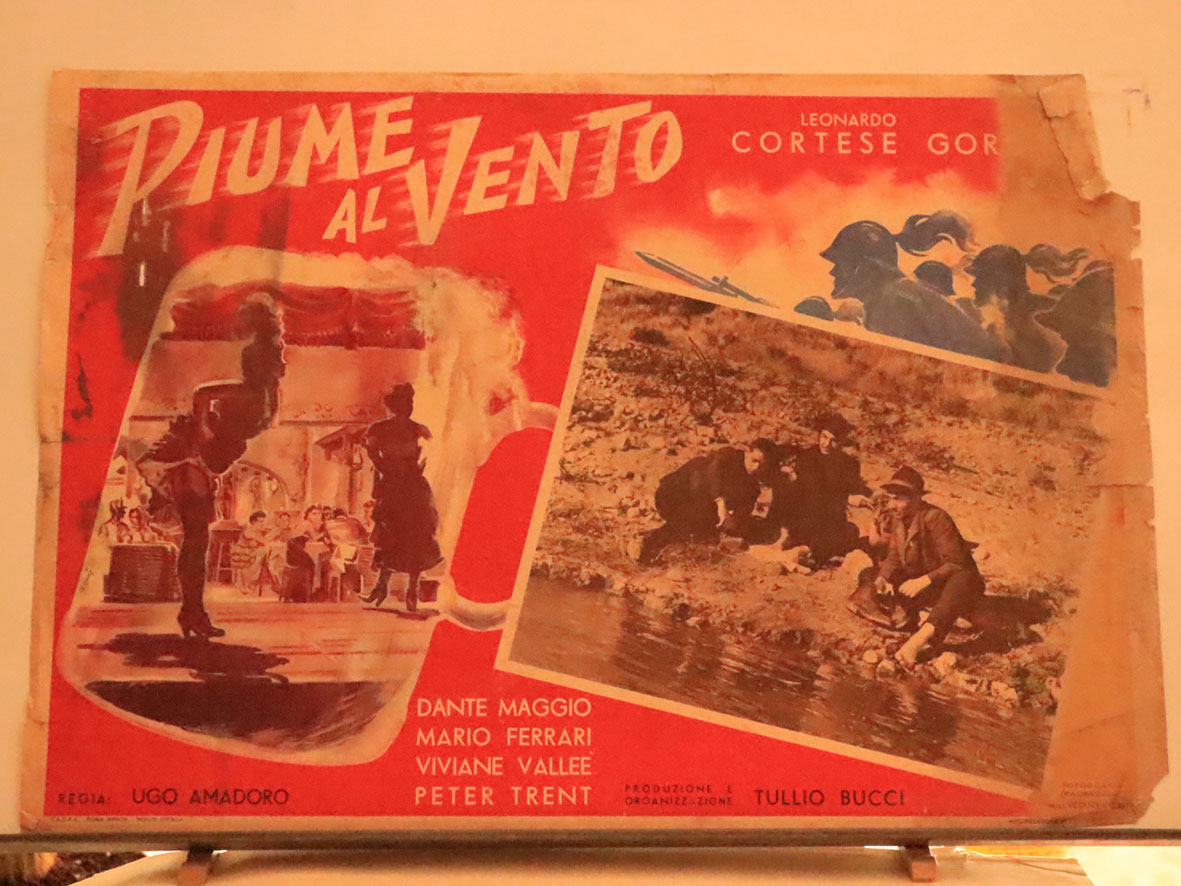 PIUME
AL VENTO
LEONARDO
CORTESE GOR
DANTE MAGGIO
MARIO FERRARI
VIVIANE VALLEE
PETER TRENT
REGIA: UGO AMADORO
PRODUZIONE E
ORGANIZZAZIONE TULLIO BUCCI